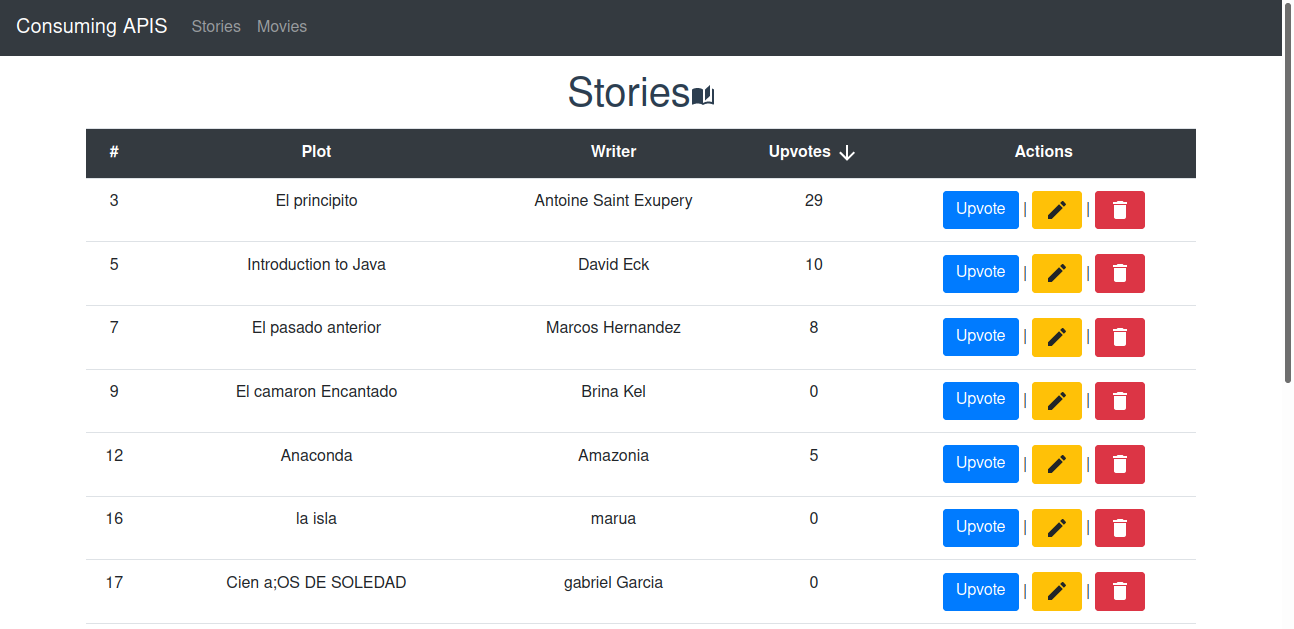 Consuming APIS Stories Movies
Stories
# Plot Writer Upvotes Actions
3 El principito Antoine Saint Exupery 29 Upvote | |
5 Introduction to Java David Eck 10 Upvote | |
7 El pasado anterior Marcos Hernandez 8 Upvote | |
9 El camaron Encantado Brina Kel 0 Upvote | |
12 Anaconda Amazonia 5 Upvote | |
16 la isla marua 0 Upvote | |
17 Cien a;OS DE SOLEDAD gabriel Garcia 0 Upvote | |